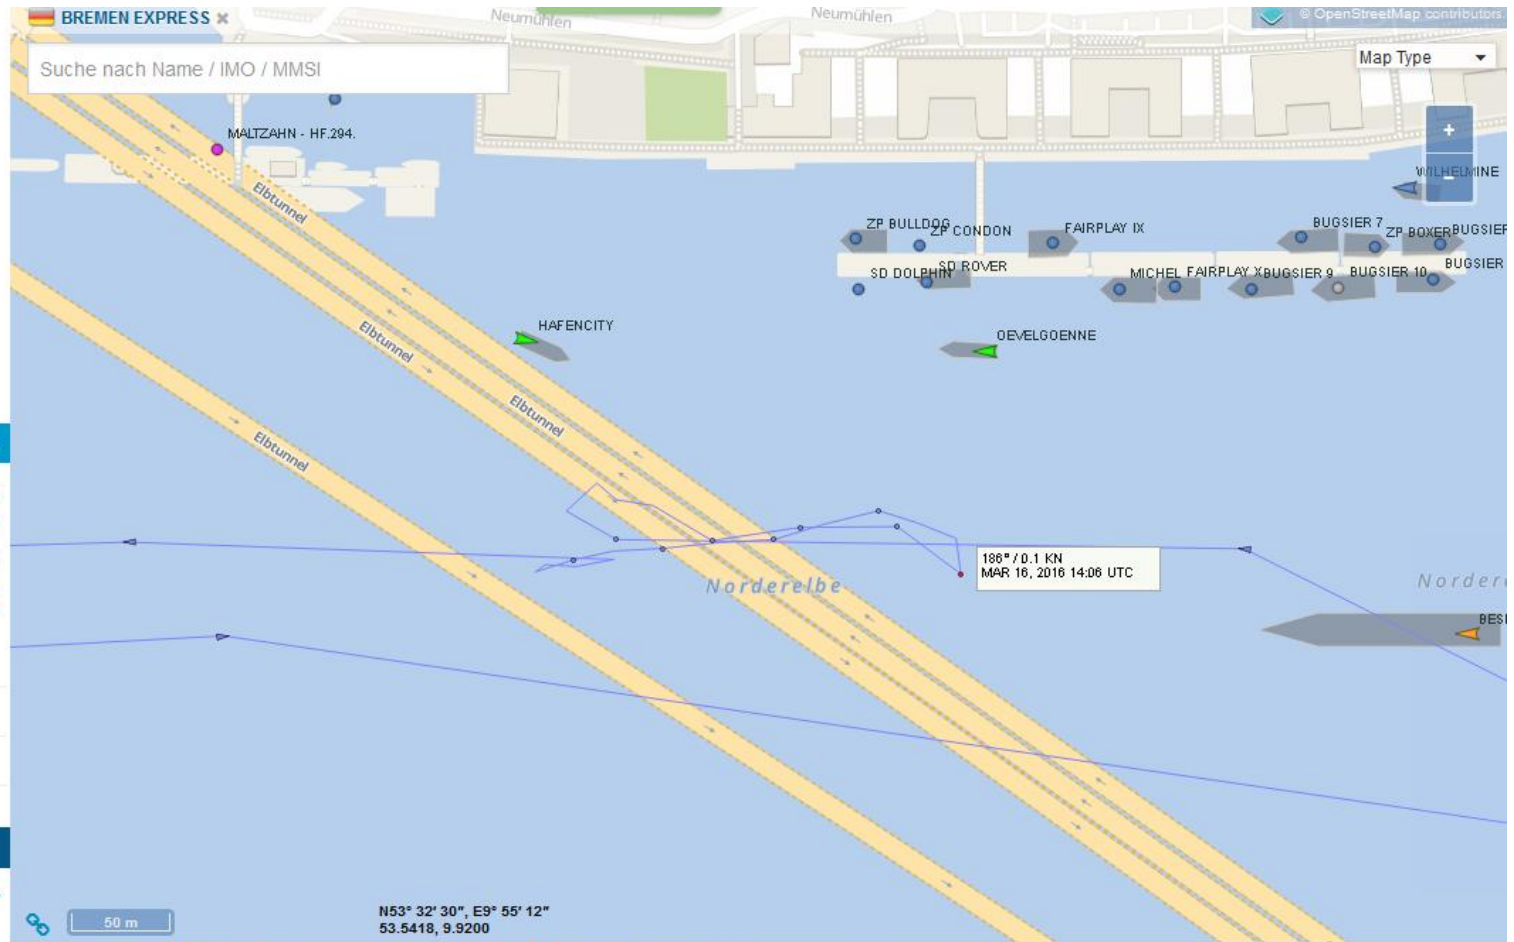 BREMEN EXPRESS ×
Neumühlen
Neumühlen
© OpenStreetMap contributors.
Suche nach Name / IMO / MMSI
Map Type
MALTZAHN - HF.294.
+
-
WILHELMINE
Elbtunnel
ZP BULLDOG
ZP CONDON
FAIRPLAY IX
BUGSIER 7
ZP BOXER
BUGSIER
SD DOLPHIN
SD ROVER
MICHEL
FAIRPLAY X
BUGSIER 9
BUGSIER 10
BUGSIER
HAFENCITY
OEVELGOENNE
Elbtunnel
Elbtunnel
Elbtunnel
186° / 0.1 KN
MAR 16, 2016 14:06 UTC
Norderelbe
Nordere
BES
50 m
N53° 32' 30", E9° 55' 12"
53.5418, 9.9200